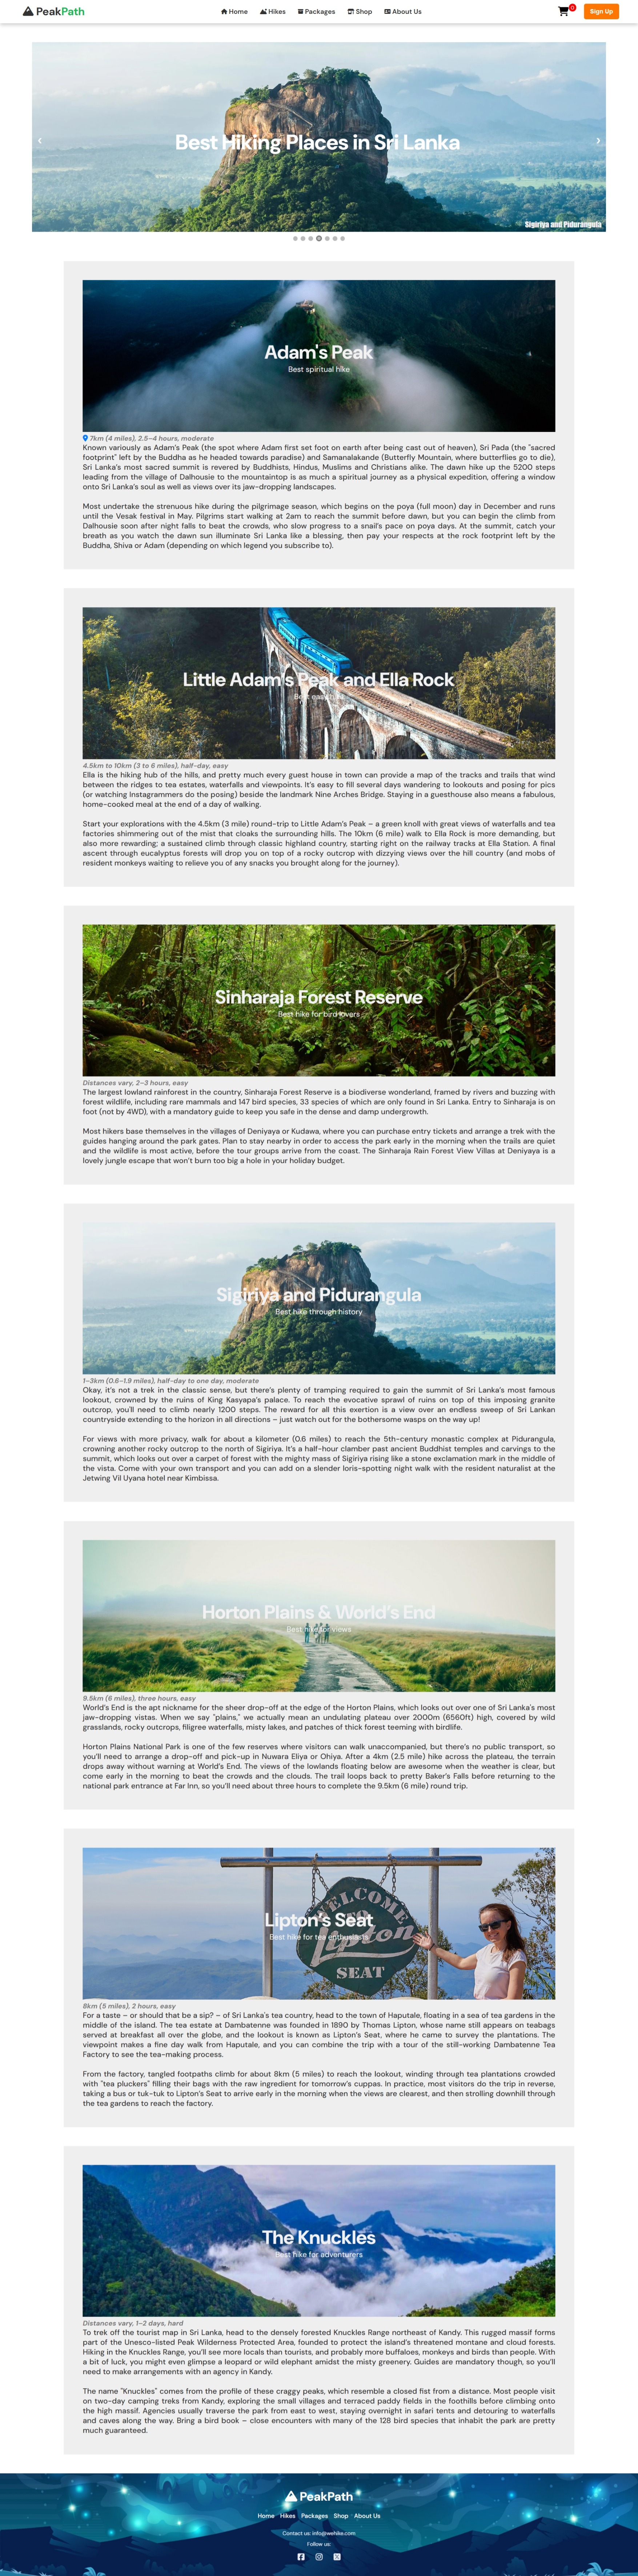 PeakPath
Home Hikes Packages Shop About Us
0
Sign Up
Best Hiking Places in Sri Lanka
Sigiriya and Pidurangula
Adam's Peak
Best spiritual hike
7km (4 miles), 2.5–4 hours, moderate
Known variously as Adam's Peak (the spot where Adam first set foot on earth after being cast out of heaven), Sri Pada (the "sacred
footprint" left by the Buddha as he headed towards paradise) and Samanalakande (Butterfly Mountain, where butterflies go to die),
Sri Lanka's most sacred summit is revered by Buddhists, Hindus, Muslims and Christians alike. The dawn hike up the 5200 steps
leading from the village of Dalhousie to the mountaintop is as much a spiritual journey as a physical expedition, offering a window
onto Sri Lanka's soul as well as views over its jaw-dropping landscapes.
Most undertake the strenuous hike during the pilgrimage season, which begins on the poya (full moon) day in December and runs
until the Vesak festival in May. Pilgrims start walking at 2am to reach the summit before dawn, but you can begin the climb from
Dalhousie soon after night falls to beat the crowds, who slow progress to a snail's pace on poya days. At the summit, catch your
breath as you watch the dawn sun illuminate Sri Lanka like a blessing, then pay your respects at the rock footprint left by the
Buddha, Shiva or Adam (depending on which legend you subscribe to).
Little Adam's Peak and Ella Rock
4.5km to 10km (3 to 6 miles), half-day, easy
Ella is the hiking hub of the hills, and pretty much every guest house in town can provide a map of the tracks and trails that wind
between the ridges to tea estates, waterfalls and viewpoints. It's easy to fill several days wandering to lookouts and posing for pics
(or watching Instagrammers do the posing) beside the landmark Nine Arches Bridge. Staying in a guesthouse also means a fabulous,
home-cooked meal at the end of a day of walking.
Start your explorations with the 4.5km (3 mile) round-trip to Little Adam's Peak – a green knoll with great views of waterfalls and tea
factories shimmering out of the mist that cloaks the surrounding hills. The 10km (6 mile) walk to Ella Rock is more demanding, but
also more rewarding; a sustained climb through classic highland country, starting right on the railway tracks at Ella Station. A final
ascent through eucalyptus forests will drop you on top of a rocky outcrop with dizzying views over the hill country (and mobs of
resident monkeys waiting to relieve you of any snacks you brought along for the journey).
Sinharaja Forest Reserve
Best hike for bird lovers
Distances vary, 2–3 hours, easy
The largest lowland rainforest in the country, Sinharaja Forest Reserve is a biodiverse wonderland, framed by rivers and buzzing with
forest wildlife, including rare mammals and 147 bird species, 33 species of which are only found in Sri Lanka. Entry to Sinharaja is on
foot (not by 4WD), with a mandatory guide to keep you safe in the dense and damp undergrowth.
Most hikers base themselves in the villages of Deniyaya or Kudawa, where you can purchase entry tickets and arrange a trek with the
guides hanging around the park gates. Plan to stay nearby in order to access the park early in the morning when the trails are quiet
and the wildlife is most active, before the tour groups arrive from the coast. The Sinharaja Rain Forest View Villas at Deniyaya is a
lovely jungle escape that won't burn too big a hole in your holiday budget.
Sigiriya and Pidurangula
Best hike through history
1–3km (0.6–1.9 miles), half-day to one day, moderate
Okay, it's not a trek in the classic sense, but there's plenty of tramping required to gain the summit of Sri Lanka's most famous
lookout, crowned by the ruins of King Kasyapa's palace. To reach the evocative sprawl of ruins on top of this imposing granite
outcrop, you'll need to climb nearly 1200 steps. The reward for all this exertion is a view over an endless sweep of Sri Lankan
countryside extending to the horizon in all directions – just watch out for the bothersome wasps on the way up!
For views with more privacy, walk for about a kilometer (0.6 miles) to reach the 5th-century monastic complex at Pidurangula,
crowning another rocky outcrop to the north of Sigiriya. It's a half-hour clamber past ancient Buddhist temples and carvings to the
summit, which looks out over a carpet of forest with the mighty mass of Sigiriya rising like a stone exclamation mark in the middle of
the vista. Come with your own transport and you can add on a slender loris-spotting night walk with the resident naturalist at the
Jetwing Vil Uyana hotel near Kimbissa.
Horton Plains & World's End
Best hike for views
9.5km (6 miles), three hours, easy
World's End is the apt nickname for the sheer drop-off at the edge of the Horton Plains, which looks out over one of Sri Lanka's most
jaw-dropping vistas. When we say "plains," we actually mean an undulating plateau over 2000m (6560ft) high, covered by wild
grasslands, rocky outcrops, filigree waterfalls, misty lakes, and patches of thick forest teeming with birdlife.
Horton Plains National Park is one of the few reserves where visitors can walk unaccompanied, but there's no public transport, so
you'll need to arrange a drop-off and pick-up in Nuwara Eliya or Ohiya. After a 4km (2.5 mile) hike across the plateau, the terrain
drops away without warning at World's End. The views of the lowlands floating below are awesome when the weather is clear, but
come early in the morning to beat the crowds and the clouds. The trail loops back to pretty Baker's Falls before returning to the
national park entrance at Far Inn, so you'll need about three hours to complete the 9.5km (6 mile) round trip.
WELCOME
Lipton's Seat
Best hike for tea enthusiasts
Lipton
SEAT
8km (5 miles), 2 hours, easy
For a taste – or should that be a sip? – of Sri Lanka's tea country, head to the town of Haputale, floating in a sea of tea gardens in the
middle of the island. The tea estate at Dambatenne was founded in 1890 by Thomas Lipton, whose name still appears on teabags
served at breakfast all over the globe, and the lookout is known as Lipton's Seat, where he came to survey the plantations. The
viewpoint makes a fine day walk from Haputale, and you can combine the trip with a tour of the still-working Dambatenne Tea
Factory to see the tea-making process.
From the factory, tangled footpaths climb for about 8km (5 miles) to reach the lookout, winding through tea plantations crowded
with "tea pluckers" filling their bags with the raw ingredient for tomorrow's cuppas. In practice, most visitors do the trip in reverse,
taking a bus or tuk-tuk to Lipton's Seat to arrive early in the morning when the views are clearest, and then strolling downhill through
the tea gardens to reach the factory.
The Knuckles
Best hike for adventurers
Distances vary, 1–2 days, hard
To trek off the tourist map in Sri Lanka, head to the densely forested Knuckles Range northeast of Kandy. This rugged massif forms
part of the Unesco-listed Peak Wilderness Protected Area, founded to protect the island's threatened montane and cloud forests.
Hiking in the Knuckles Range, you'll see more locals than tourists, and probably more buffaloes, monkeys and birds than people. With
a bit of luck, you might even glimpse a leopard or wild elephant amidst the misty greenery. Guides are mandatory though, so you'll
need to make arrangements with an agency in Kandy.
The name "Knuckles" comes from the profile of these craggy peaks, which resemble a closed fist from a distance. Most people visit
on two-day camping treks from Kandy, exploring the small villages and terraced paddy fields in the foothills before climbing onto
the high massif. Agencies usually traverse the park from east to west, staying overnight in safari tents and detouring to waterfalls
and caves along the way. Bring a bird book – close encounters with many of the 128 bird species that inhabit the park are pretty
much guaranteed.
PeakPath
Home Hikes Packages Shop About Us
Contact us: info@wehike.com
Follow us: